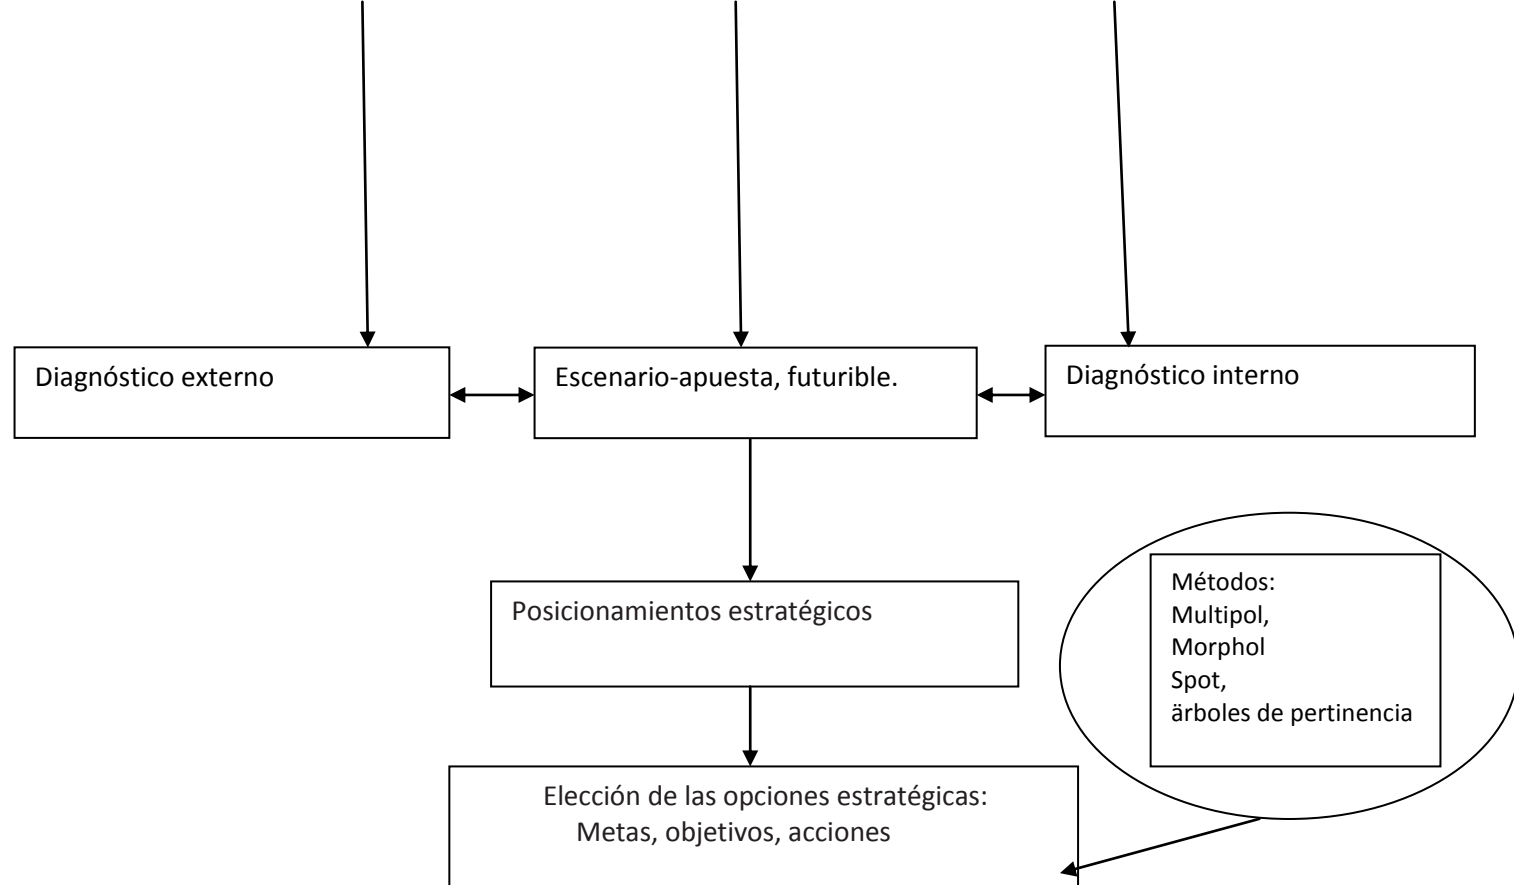 Diagnóstico externo
Escenario-apuesta, futurible.
Diagnóstico interno
Posicionamientos estratégicos
Métodos:
Multipol,
Morphol
Spot,
ärboles de pertinencia
Elección de las opciones estratégicas:
Metas, objetivos, acciones